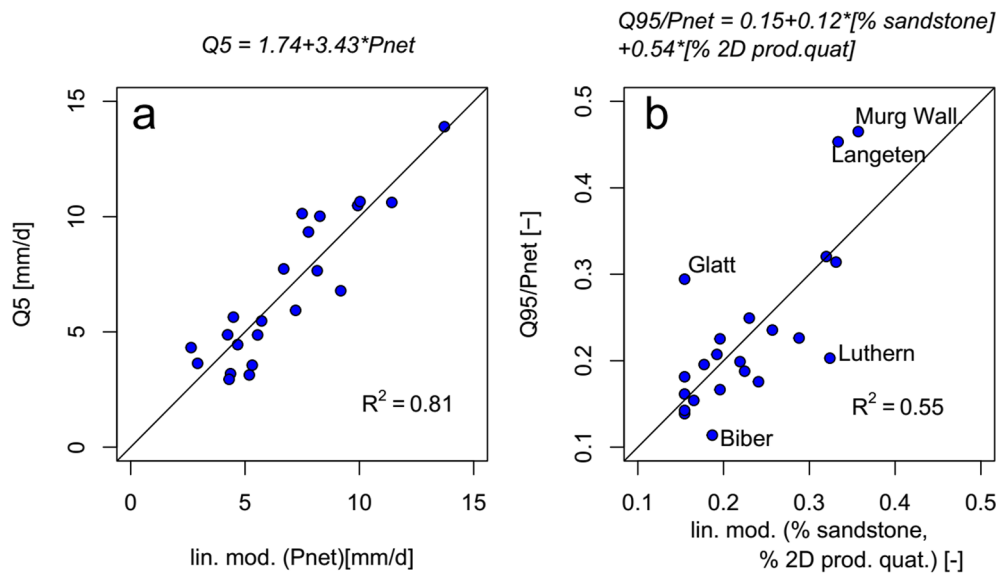 Q5 = 1.74+3.43*Pnet
a
15
10
5
0
Q5 [mm/d]
R² = 0.81
0 5 10 15
lin. mod. (Pnet)[mm/d]
Q95/Pnet = 0.15+0.12*[% sandstone]
+0.54*[% 2D prod.quat]
b
0.5
0.4
0.3
0.2
0.1
Q95/Pnet [−]
Murg Wall.
Langeten
Glatt
Luthern
Biber
R² = 0.55
0.1 0.2 0.3 0.4 0.5
lin. mod. (% sandstone,
% 2D prod. quat.) [-]